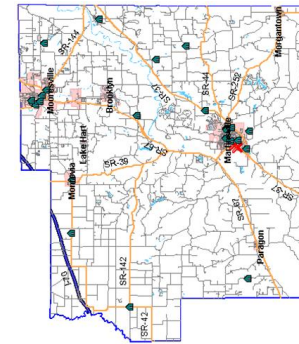 Morgantown
SR-144
Mooresville
SR-44
SR-252
SR-37
Brooklyn
Lake Hart
SR-67
SR-39
Monrovia
SR-37
SR-67
Paragon
I-70
SR-142
SR-42